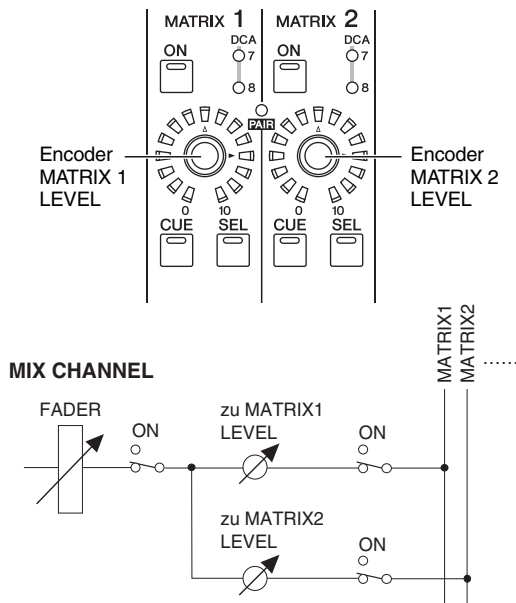 MATRIX 1 MATRIX 2
DCA DCA
ON 7 ON 7
8 8
PAIR
Encoder
MATRIX 1
LEVEL
Encoder
MATRIX 2
LEVEL
0 10 0 10
CUE SEL CUE SEL
MATRIX1
MATRIX2
MIX CHANNEL
FADER
ON
zu MATRIX1
LEVEL
ON
zu MATRIX2
LEVEL
ON